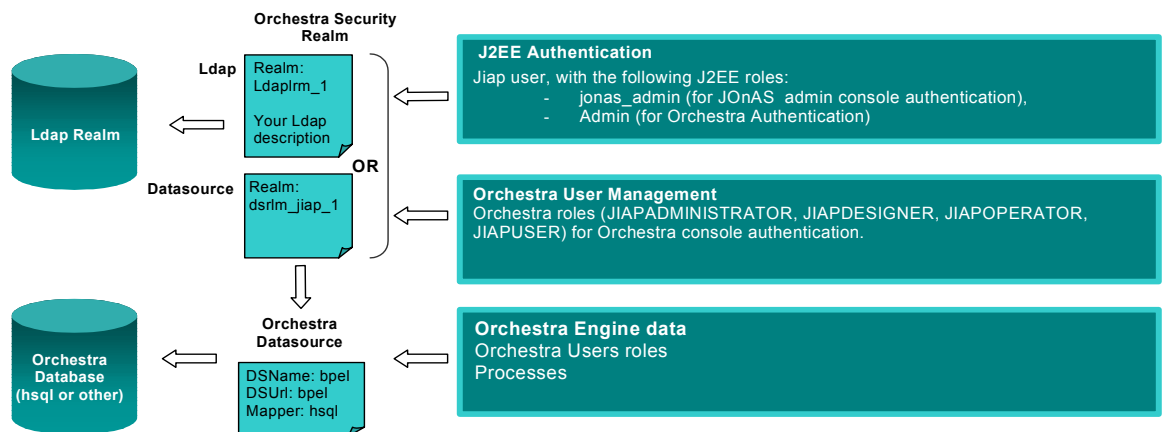 Orchestra Security
Realm
Ldap
Realm:
Ldaplrm_1
Your Ldap
description
Ldap Realm
J2EE Authentication
Jiap user, with the following J2EE roles:
- jonas_admin (for JOnAS admin console authentication),
- Admin (for Orchestra Authentication)
OR
Datasource
Realm:
dsrlm_jiap_1
Orchestra User Management
Orchestra roles (JIAPADMINISTRATOR, JIAPDESIGNER, JIAPOPERATOR,
JIAPUSER) for Orchestra console authentication.
Orchestra
Datasource
DSName: bpel
DSUrl: bpel
Mapper: hsql
Orchestra
Database
(hsql or other)
Orchestra Engine data
Orchestra Users roles
Processes